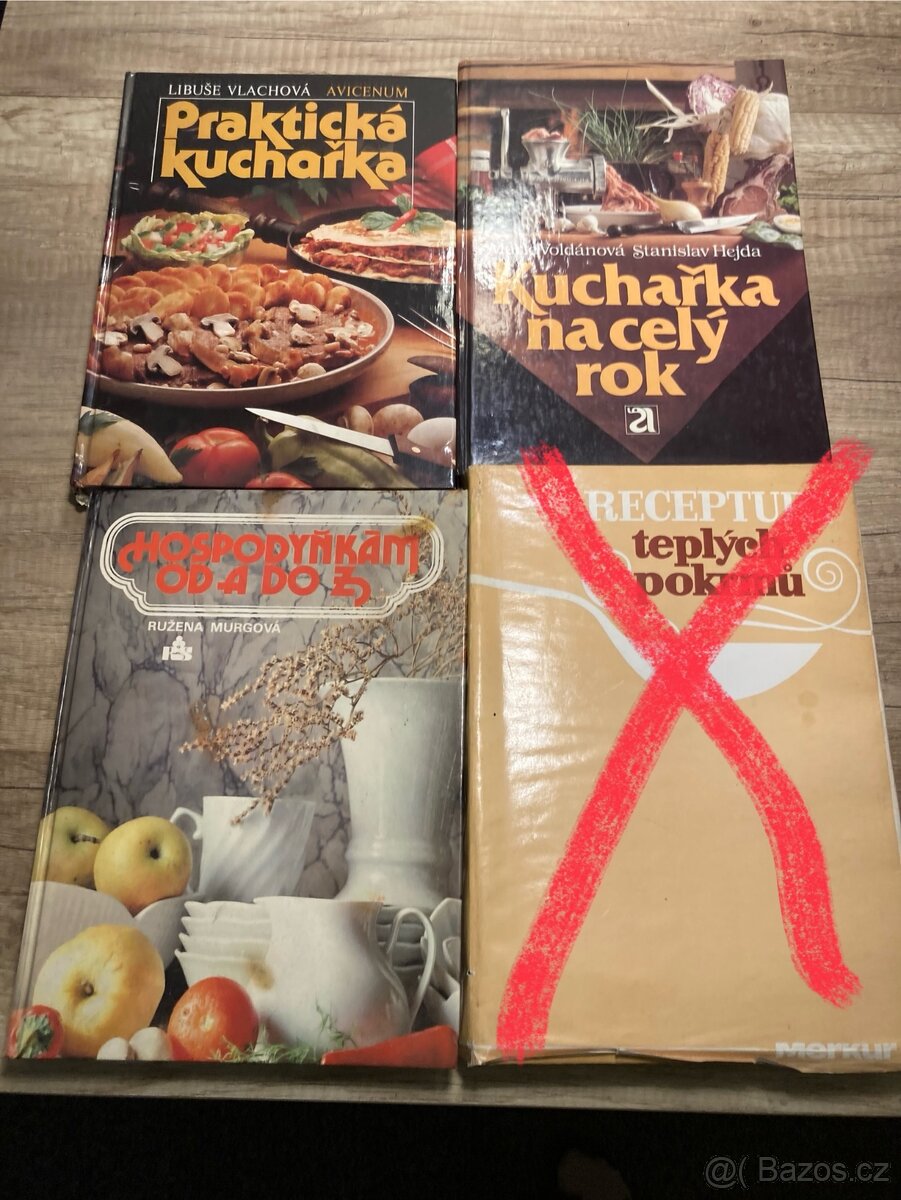 LIBUŠE VLACHOVÁ AVICENUM
Praktická
kuchařka
Voldánová Stanislav Hejda
Kuchařka
na celý
rok
HOSPODYŇKÁM
OD A DO Z
RUŽENA MURGOVÁ
RECEPTUR
teplých
pokrmů
Merkur
@( Bazos.cz